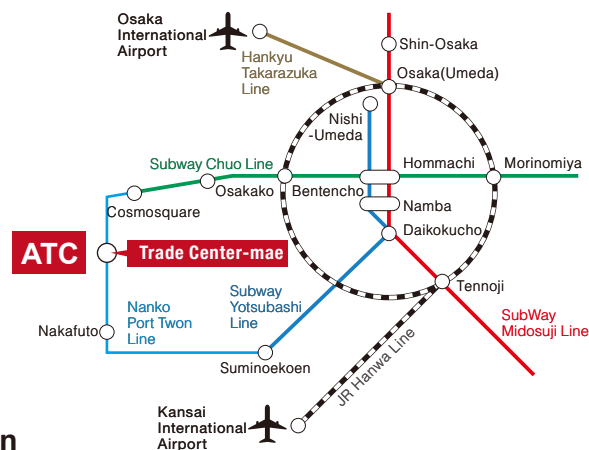 Osaka
International
Airport
Shin-Osaka
Hankyu
Takarazuka
Line
Osaka(Umeda)
Nishi
-Umeda
Subway Chuo Line
Hommachi
Morinomiya
Osakako
Bentencho
Cosmosquare
Namba
Daikokucho
ATC
Trade Center-mae
Tennoji
Nanko
Port Twon
Line
Subway
Yotsubashi
Line
SubWay
Midosuji Line
Nakafuto
Suminoekoen
JR Hanwa Line
Kansai
International
Airport
n